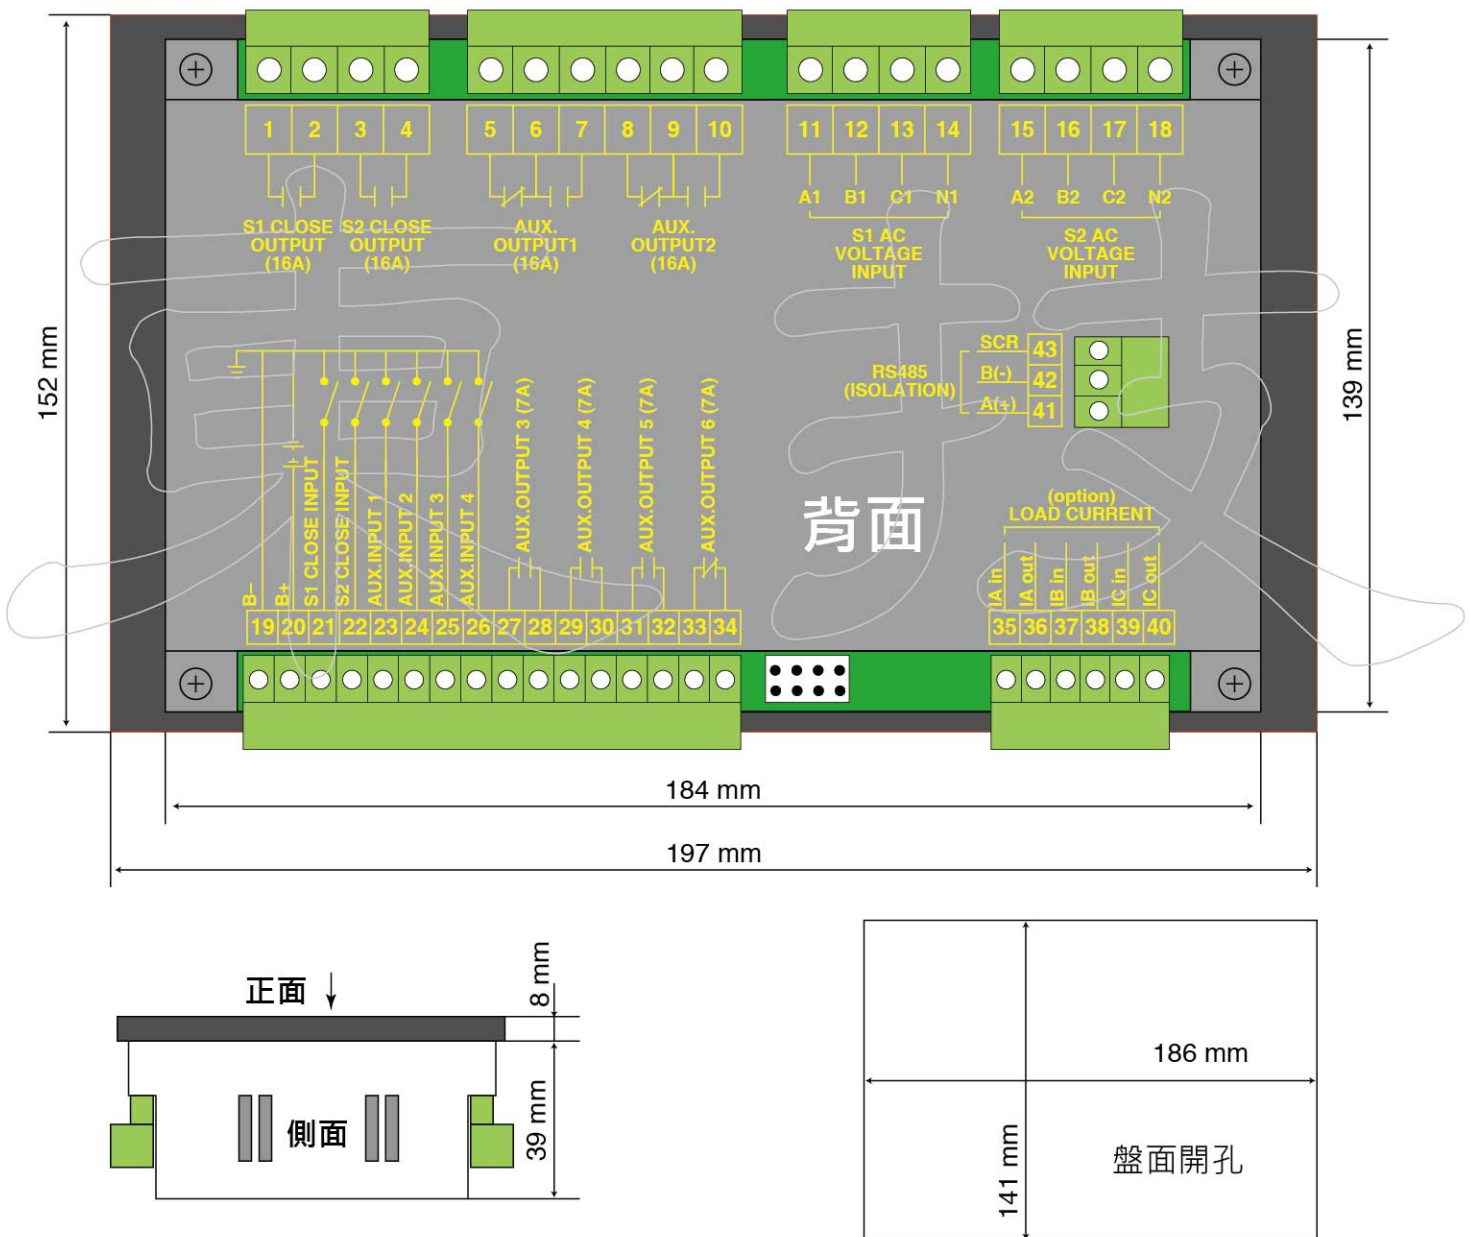 1 2 3 4 5 6 7 8 9 10 11 12 13 14 15 16 17 18
A1 B1 C1 N1 A2 B2 C2 N2
S1 CLOSE
OUTPUT
(16A)
S2 CLOSE
OUTPUT
(16A)
AUX.
OUTPUT1
(16A)
AUX.
OUTPUT2
(16A)
S1 AC
VOLTAGE
INPUT
S2 AC
VOLTAGE
INPUT
152 mm
139 mm
RS485
(ISOLATION)
SCR 43
B(-) 42
A(+) 41
B−
B+
S1 CLOSE INPUT
S2 CLOSE INPUT
AUX.INPUT 1
AUX.INPUT 2
AUX.INPUT 3
AUX.INPUT 4
AUX.OUTPUT 3 (7A)
AUX.OUTPUT 4 (7A)
AUX.OUTPUT 5 (7A)
AUX.OUTPUT 6 (7A)
背面
(option)
LOAD CURRENT
IA in
IA out
IB in
IB out
IC in
IC out
19 20 21 22 23 24 25 26 27 28 29 30 31 32 33 34
35 36 37 38 39 40
184 mm
197 mm
正面
8 mm
側面
39 mm
186 mm
141 mm
盤面開孔